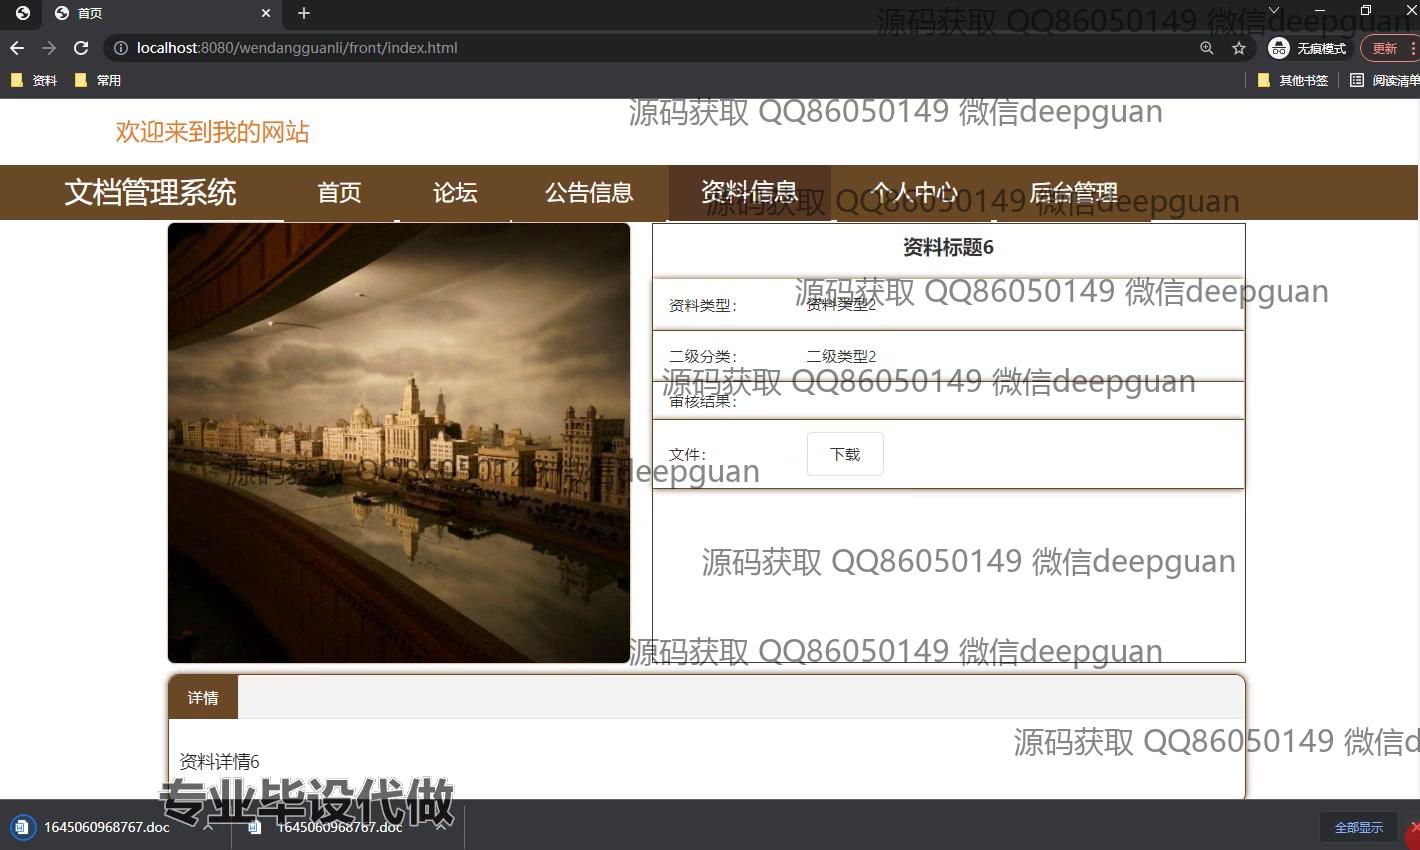 首页
源码获取 QQ86050149 微信deepguan
localhost:8080/wendangguanli/front/index.html
无痕模式
更新
资料
常用
其他书签
阅读清单
源码获取 QQ86050149 微信deepguan
欢迎来到我的网站
文档管理系统
首页
论坛
公告信息
资料信息
个人中心
后台管理
源码获取 QQ86050149 微信deepguan
资料标题6
源码获取 QQ86050149 微信deepguan
资料类型:
资料类型2
二级分类:
二级类型2
源码获取 QQ86050149 微信deepguan
审核结果:
文件:
下载
源码获取 QQ86050149 微信deepguan
源码获取 QQ86050149 微信deepguan
源码获取 QQ86050149 微信deepguan
详情
源码获取 QQ86050149 微信d
资料详情6
专业毕设代做
1645060968767.doc
1645060968767.doc
全部显示